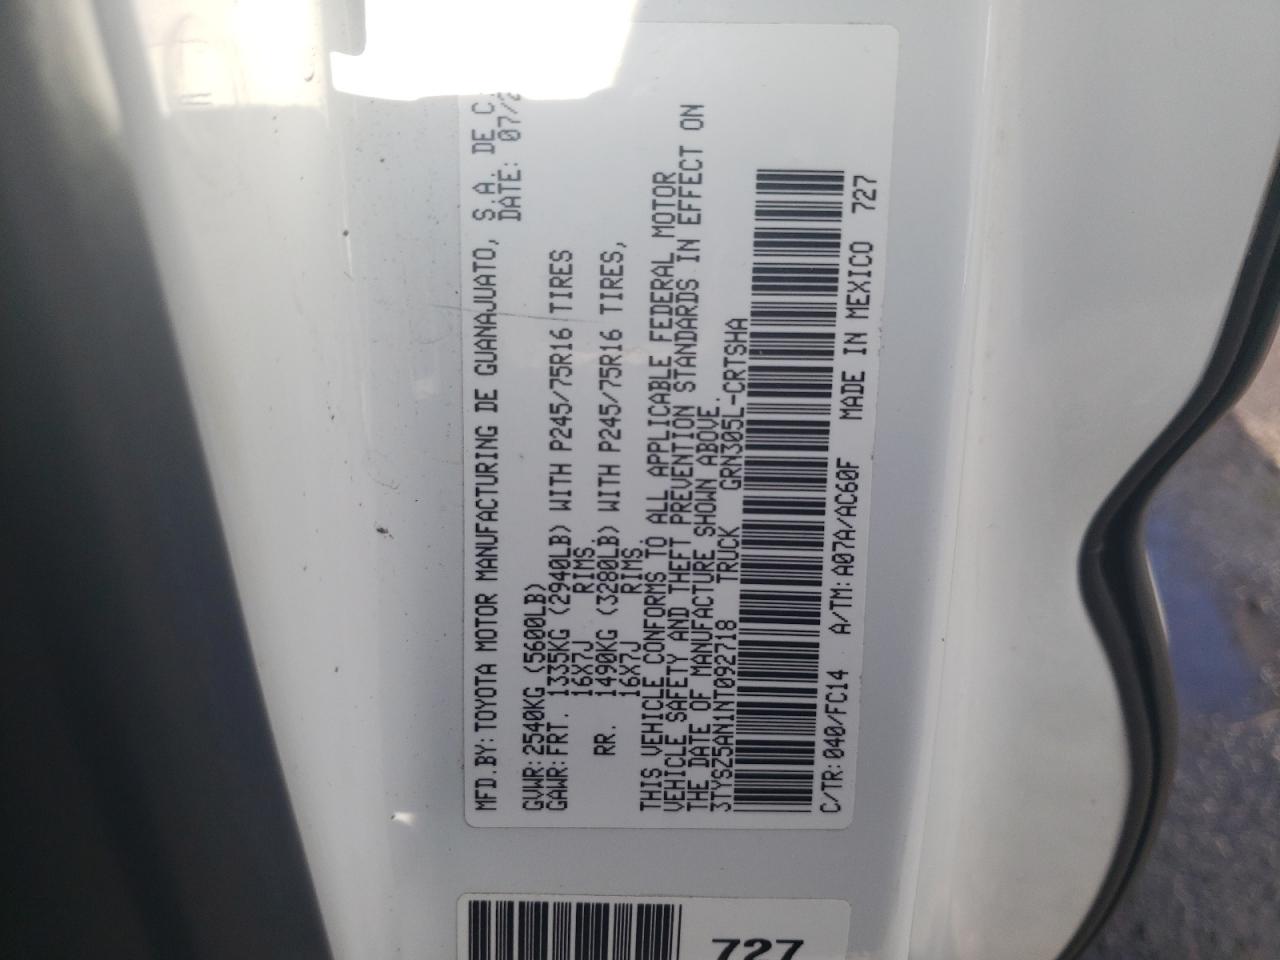 MFD.BY: TOYOTA MOTOR MANUFACTURING DE GUANAJUATO, S.A. DE C.
DATE: 07/2
GVWR: 2540KG (5600LB)
GAWR: FRT. 1335KG (2940LB) WITH P245/75R16 TIRES
16X7J RIMS.
RR. 1490KG (3280LB) WITH P245/75R16 TIRES,
16X7J RIMS.
THIS VEHICLE CONFORMS TO ALL APPLICABLE FEDERAL MOTOR
VEHICLE SAFETY AND THEFT PREVENTION STANDARDS IN EFFECT ON
THE DATE OF MANUFACTURE SHOWN ABOVE.
3TYSZ5AN1NT092718 TRUCK GRN305L-CRTSHA
C/TR: 040/FC14 A/TM: A07A/AC60F MADE IN MEXICO 727
727